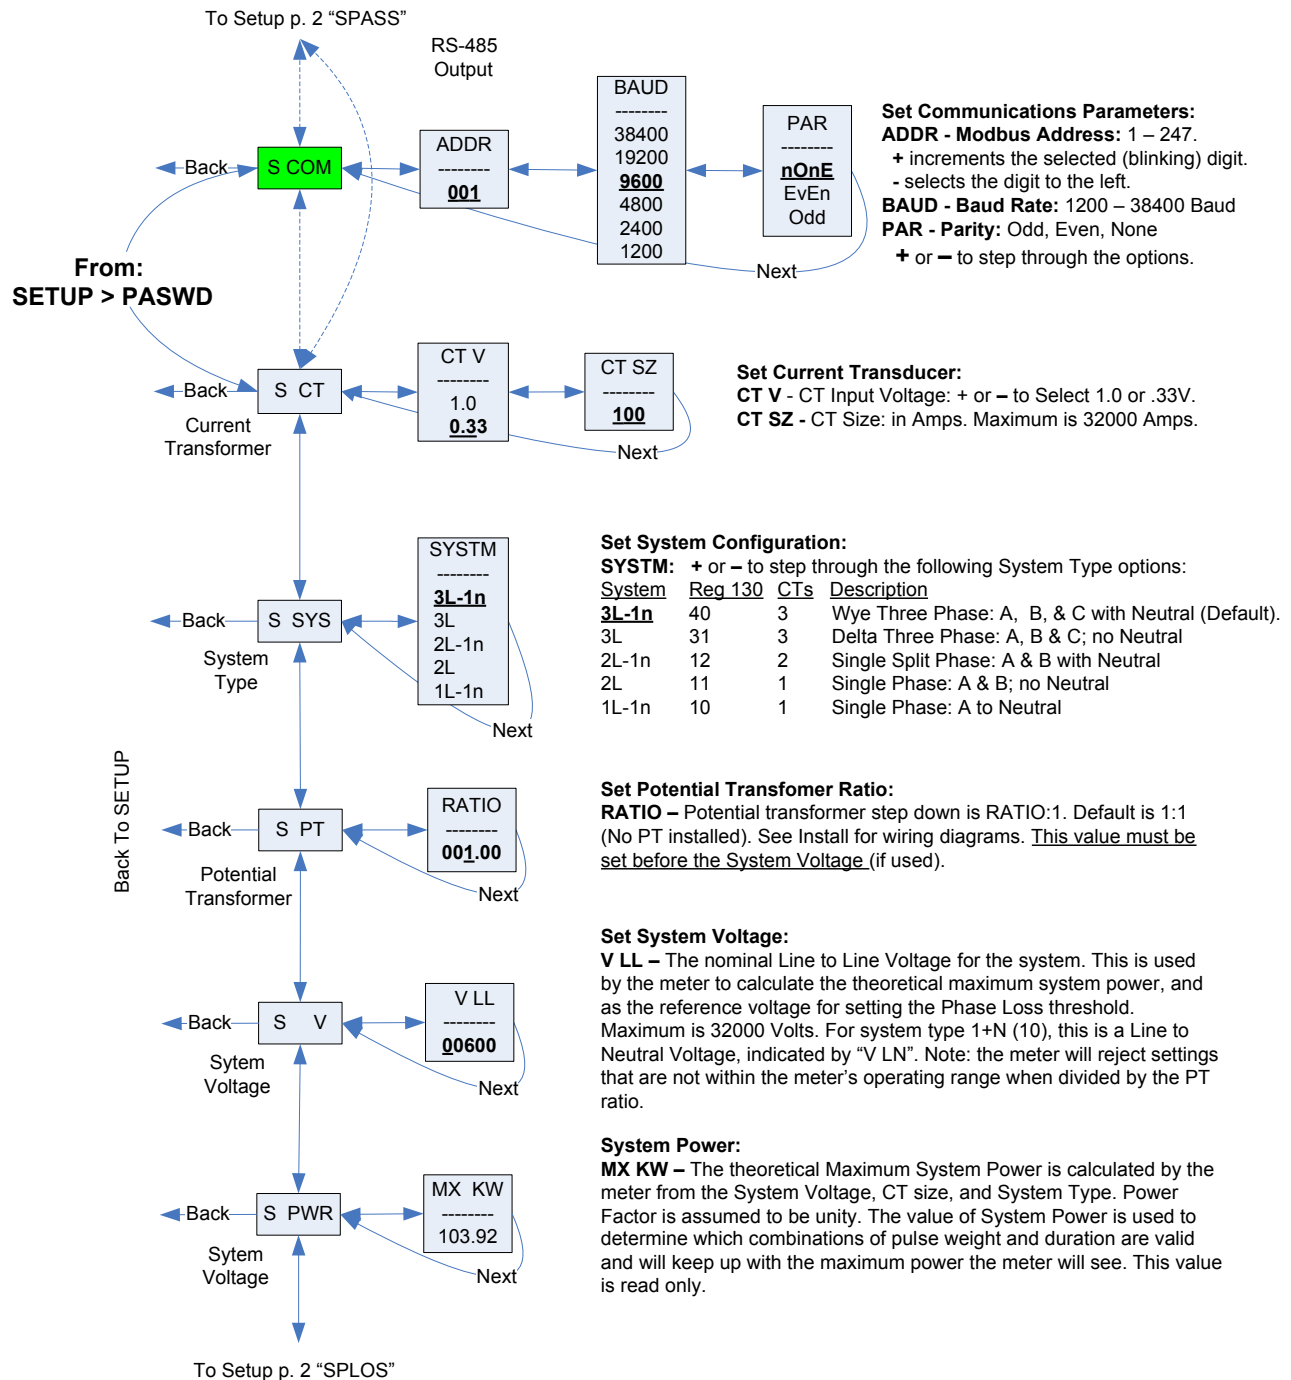 To Setup p. 2 “SPASS”
RS-485
Output
Back
S COM
ADDR
--------
001
BAUD
--------
38400
19200
9600
4800
2400
1200
PAR
--------
nOnE
EvEn
Odd
Next
Set Communications Parameters:
ADDR - Modbus Address: 1 – 247.
+ increments the selected (blinking) digit.
- selects the digit to the left.
BAUD - Baud Rate: 1200 – 38400 Baud
PAR - Parity: Odd, Even, None
+ or – to step through the options.
From:
SETUP > PASWD
Back
S CT
Current
Transformer
CT V
--------
1.0
0.33
CT SZ
--------
100
Next
Set Current Transducer:
CT V - CT Input Voltage: + or – to Select 1.0 or .33V.
CT SZ - CT Size: in Amps. Maximum is 32000 Amps.
Back
S SYS
System
Type
SYSTM
--------
3L-1n
3L
2L-1n
2L
1L-1n
Next
Set System Configuration:
SYSTM: + or – to step through the following System Type options:
System Reg 130 CTs Description
3L-1n 40 3 Wye Three Phase: A, B, & C with Neutral (Default).
3L 31 3 Delta Three Phase: A, B & C; no Neutral
2L-1n 12 2 Single Split Phase: A & B with Neutral
2L 11 1 Single Phase: A & B; no Neutral
1L-1n 10 1 Single Phase: A to Neutral
Back To SETUP
Back
S PT
Potential
Transformer
RATIO
--------
001.00
Next
Set Potential Transfomer Ratio:
RATIO – Potential transformer step down is RATIO:1. Default is 1:1
(No PT installed). See Install for wiring diagrams. This value must be
set before the System Voltage (if used).
Back
S V
Sytem
Voltage
V LL
--------
00600
Next
Set System Voltage:
V LL – The nominal Line to Line Voltage for the system. This is used
by the meter to calculate the theoretical maximum system power, and
as the reference voltage for setting the Phase Loss threshold.
Maximum is 32000 Volts. For system type 1+N (10), this is a Line to
Neutral Voltage, indicated by “V LN”. Note: the meter will reject settings
that are not within the meter’s operating range when divided by the PT
ratio.
Back
S PWR
Sytem
Voltage
MX KW
--------
103.92
Next
System Power:
MX KW – The theoretical Maximum System Power is calculated by the
meter from the System Voltage, CT size, and System Type. Power
Factor is assumed to be unity. The value of System Power is used to
determine which combinations of pulse weight and duration are valid
and will keep up with the maximum power the meter will see. This value
is read only.
To Setup p. 2 “SPLOS”